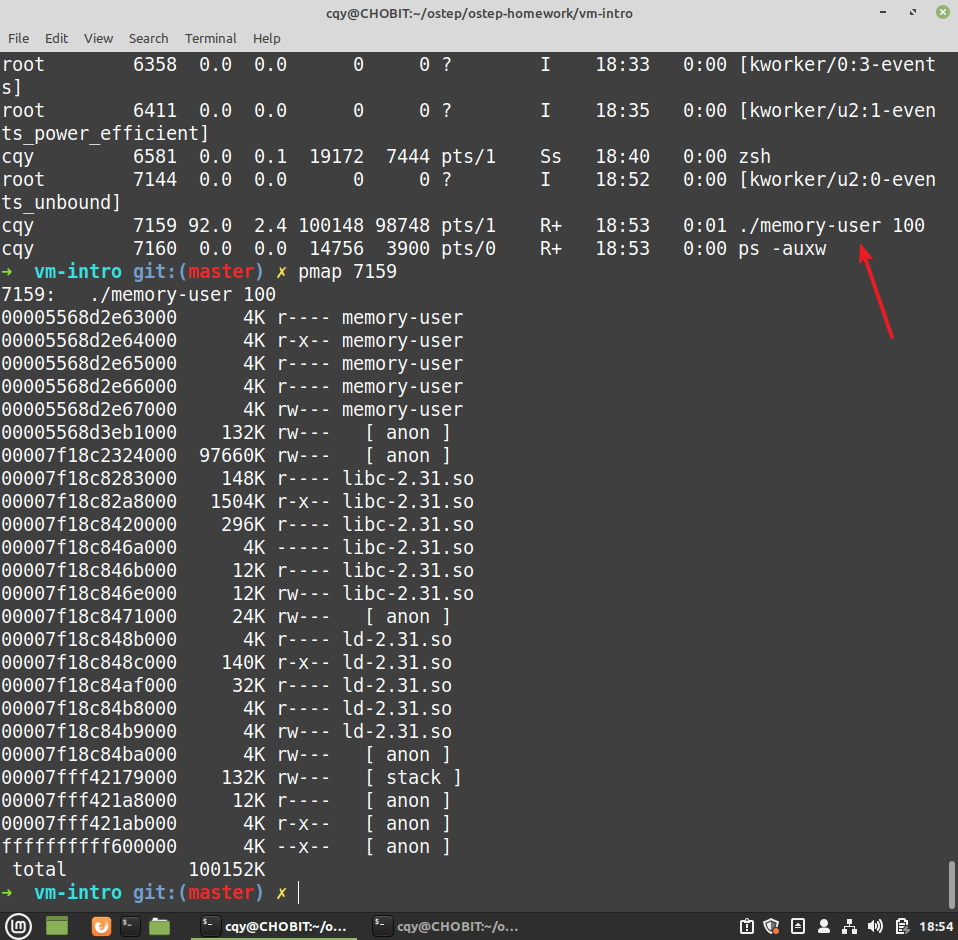 cqy@CHOBIT:~/ostep/ostep-homework/vm-intro
File Edit View Search Terminal Help
root        6358  0.0  0.0      0     0 ?        I    18:33   0:00 [kworker/0:3-event
s]
root        6411  0.0  0.0      0     0 ?        I    18:35   0:00 [kworker/u2:1-even
ts_power_efficient]
cqy         6581  0.0  0.1  19172  7444 pts/1    Ss   18:40   0:00 zsh
root        7144  0.0  0.0      0     0 ?        I    18:52   0:00 [kworker/u2:0-even
ts_unbound]
cqy         7159 92.0  2.4 100148 98748 pts/1    R+   18:53   0:01 ./memory-user 100
cqy         7160  0.0  0.0  14756  3900 pts/0    R+   18:53   0:00 ps -auxw
➜  vm-intro git:(master) ✗ pmap 7159
7159:   ./memory-user 100
00005568d2e63000      4K r---- memory-user
00005568d2e64000      4K r-x-- memory-user
00005568d2e65000      4K r---- memory-user
00005568d2e66000      4K r---- memory-user
00005568d2e67000      4K rw--- memory-user
00005568d3eb1000    132K rw---   [ anon ]
00007f18c2324000  97660K rw---   [ anon ]
00007f18c8283000    148K r---- libc-2.31.so
00007f18c82a8000   1504K r-x-- libc-2.31.so
00007f18c8420000    296K r---- libc-2.31.so
00007f18c846a000      4K ----- libc-2.31.so
00007f18c846b000     12K r---- libc-2.31.so
00007f18c846e000     12K rw--- libc-2.31.so
00007f18c8471000     24K rw---   [ anon ]
00007f18c848b000      4K r---- ld-2.31.so
00007f18c848c000    140K r-x-- ld-2.31.so
00007f18c84af000     32K r---- ld-2.31.so
00007f18c84b8000      4K r---- ld-2.31.so
00007f18c84b9000      4K rw--- ld-2.31.so
00007f18c84ba000      4K rw---   [ anon ]
00007fff42179000    132K rw---   [ stack ]
00007fff421a8000     12K r----   [ anon ]
00007fff421ab000      4K r-x--   [ anon ]
ffffffffff600000      4K --x--   [ anon ]
 total           100152K
➜  vm-intro git:(master) ✗
cqy@CHOBIT:~/o... cqy@CHOBIT:~/o... 18:54